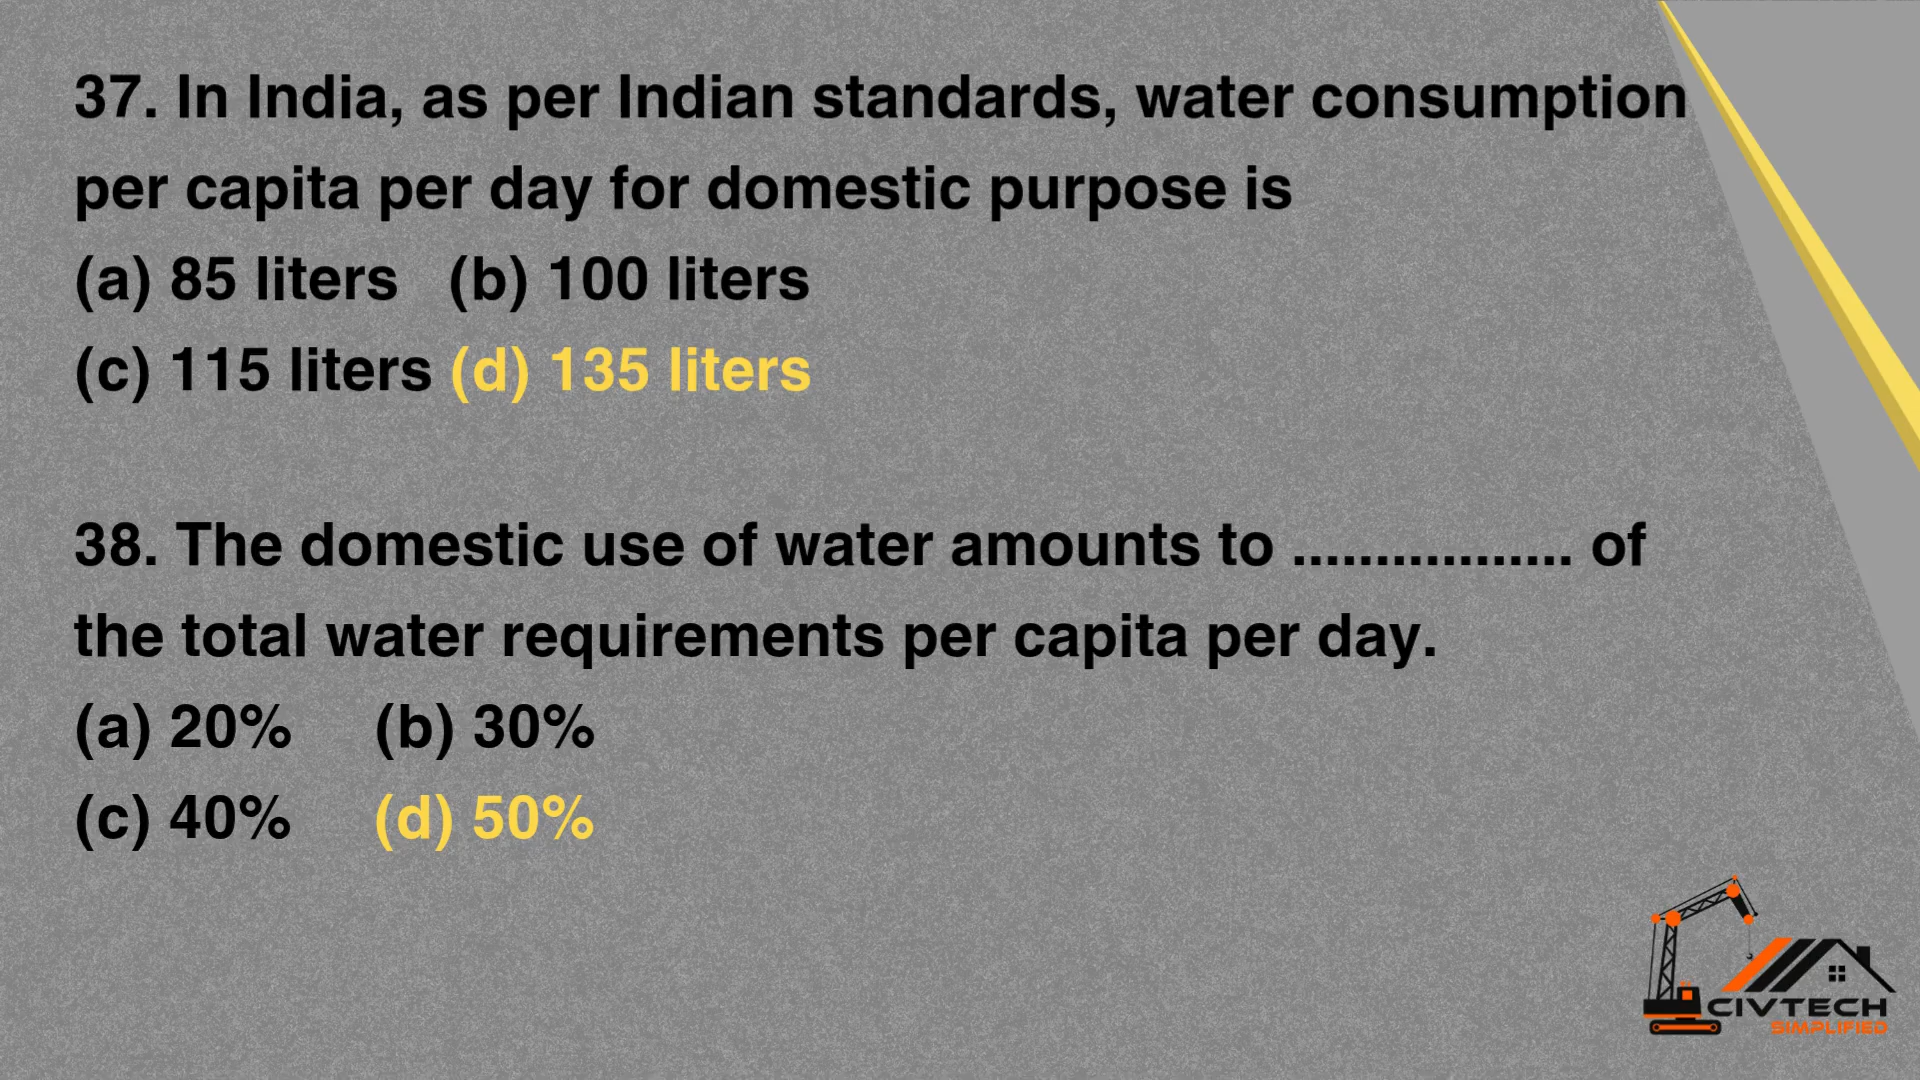 37. In India, as per Indian standards, water consumption
per capita per day for domestic purpose is
(a) 85 liters (b) 100 liters
(c) 115 liters (d) 135 liters
38. The domestic use of water amounts to ................. of
the total water requirements per capita per day.
(a) 20% (b) 30%
(c) 40% (d) 50%
CIVTECH
SIMPLIFIED